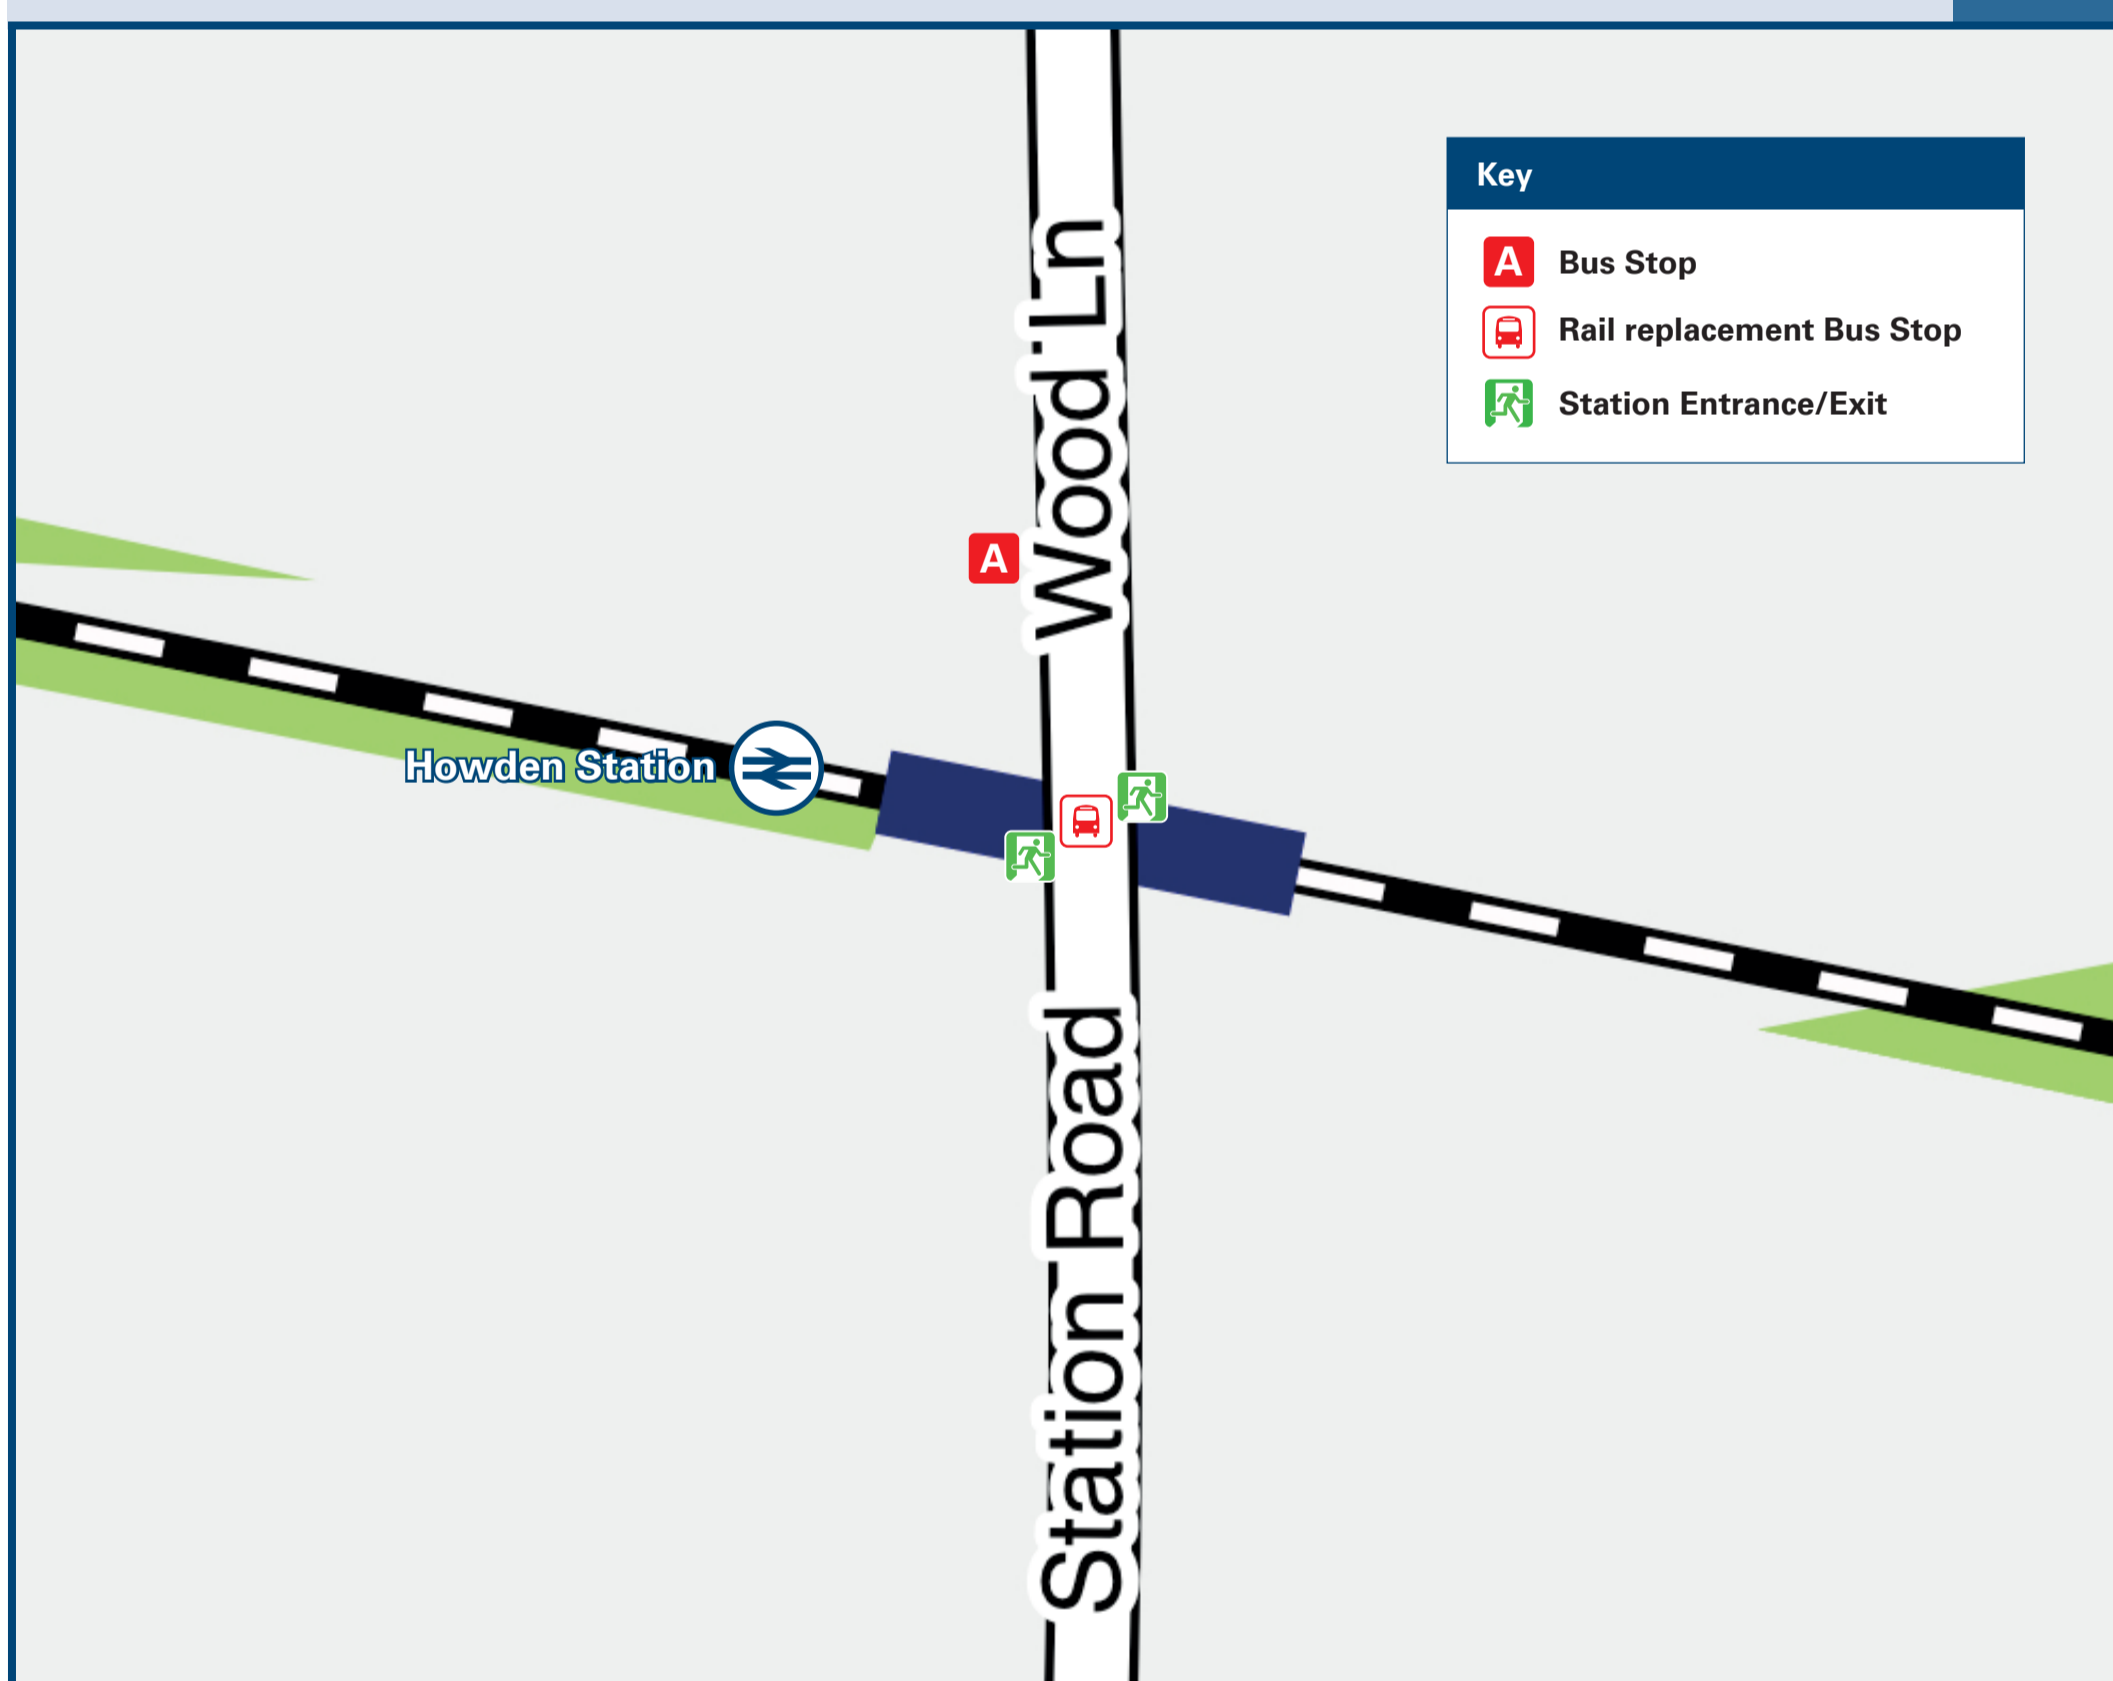 Key
A Bus Stop
Rail replacement Bus Stop
Station Entrance/Exit
Wood Ln
A
Howden Station
Station Road